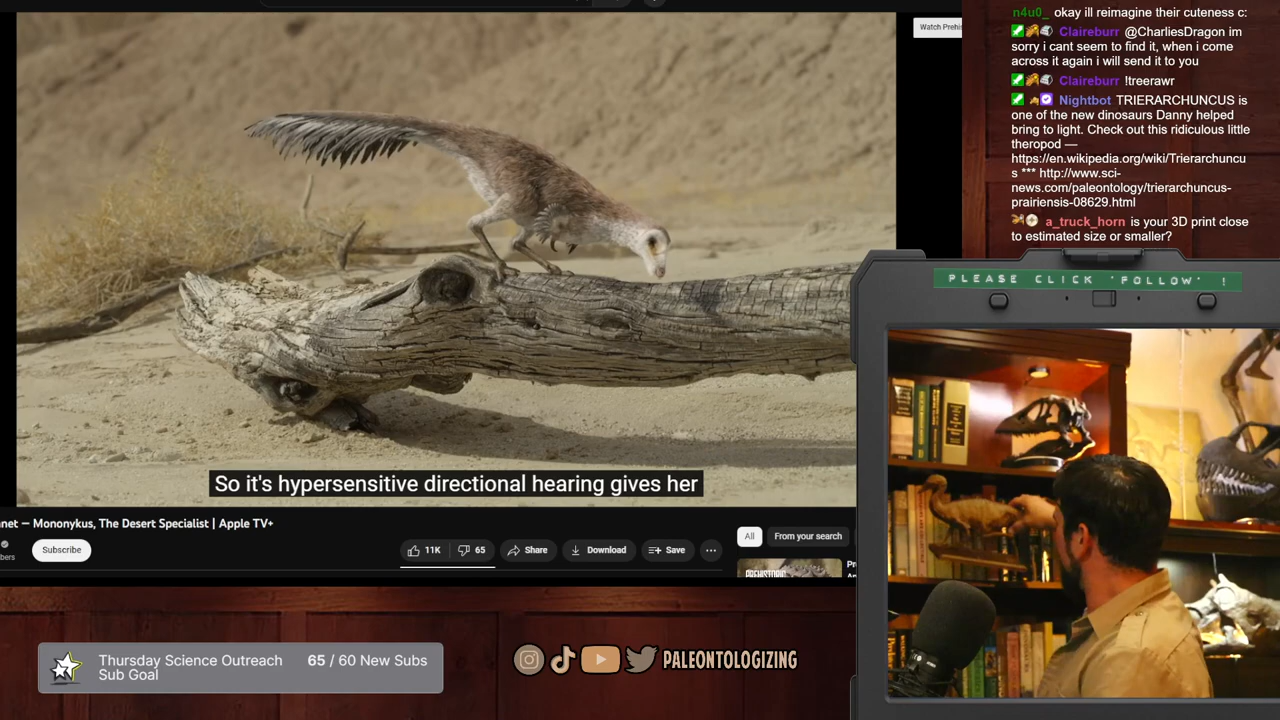 Watch Prehis
n4u0_ okay ill reimagine their cuteness c:
Claireburr @CharliesDragon im
sorry i cant seem to find it, when i come
across it again i will send it to you
Claireburr !treerawr
Nightbot TRIERARCHUNCUS is
one of the new dinosaurs Danny helped
bring to light. Check out this ridiculous little
theropod —
https://en.wikipedia.org/wiki/Trierarchuncu
s *** http://www.sci-
news.com/paleontology/trierarchuncus-
prairiensis-08629.html
a_truck_horn is your 3D print close
to estimated size or smaller?
PLEASE CLICK 'FOLLOW' !
So it's hypersensitive directional hearing gives her
net — Mononykus, The Desert Specialist | Apple TV+
bers
Subscribe
11K
65
Share
Download
Save
All
From your search
Thursday Science Outreach
Sub Goal
65 / 60 New Subs
PALEONTOLOGIZING